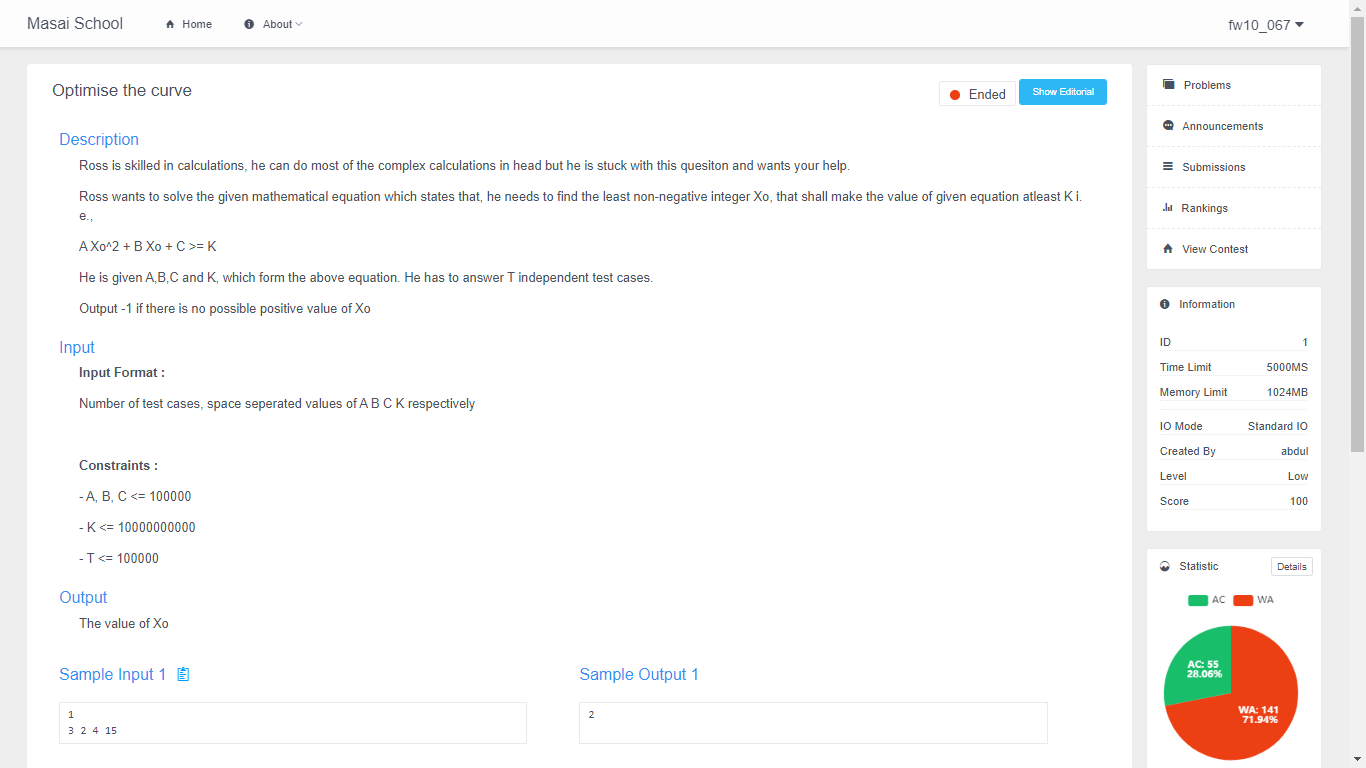 Masai School
Home
About
fw10_067
Optimise the curve
Ended
Show Editorial
Description
Ross is skilled in calculations, he can do most of the complex calculations in head but he is stuck with this quesiton and wants your help.
Ross wants to solve the given mathematical equation which states that, he needs to find the least non-negative integer Xo, that shall make the value of given equation atleast K i.
e.,
A Xo^2 + B Xo + C >= K
He is given A,B,C and K, which form the above equation. He has to answer T independent test cases.
Output -1 if there is no possible positive value of Xo
Input
Input Format :
Number of test cases, space seperated values of A B C K respectively
Constraints :
- A, B, C <= 100000
- K <= 10000000000
- T <= 100000
Output
The value of Xo
Sample Input 1
1
3 2 4 15
Sample Output 1
2
Problems
Announcements
Submissions
Rankings
View Contest
Information
ID 1
Time Limit 5000MS
Memory Limit 1024MB
IO Mode Standard IO
Created By abdul
Level Low
Score 100
Statistic
Details
AC WA
AC: 55
28.06%
WA: 141
71.94%